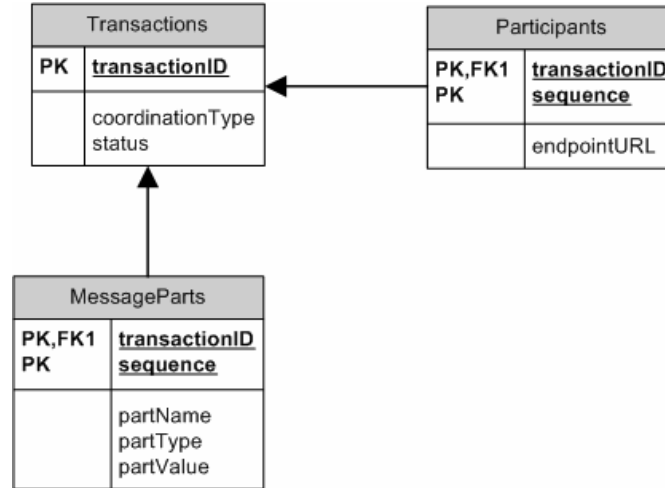 Transactions
PK transactionID
coordinationType
status
Participants
PK,FK1 transactionID
PK sequence
endpointURL
MessageParts
PK,FK1 transactionID
PK sequence
partName
partType
partValue